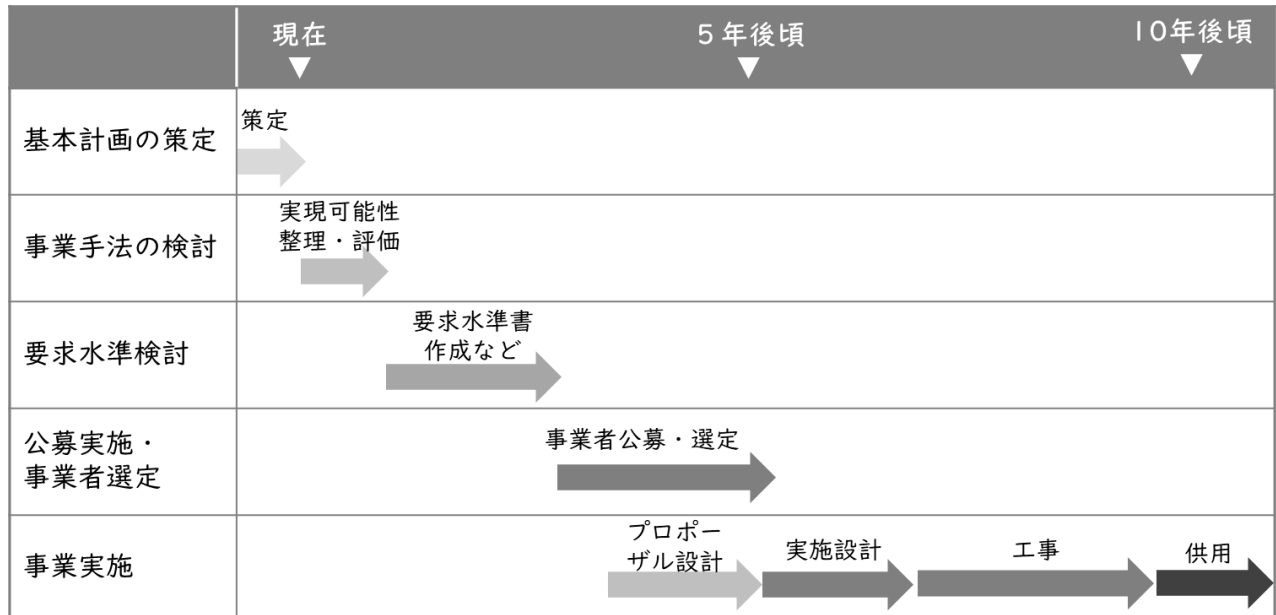 現在
5年後頃
10年後頃
▼
▼
▼
基本計画の策定
策定
事業手法の検討
実現可能性
整理・評価
要求水準検討
要求水準書
作成など
公募実施・
事業者選定
事業者公募・選定
事業実施
プロポー
ザル設計
実施設計
工事
供用